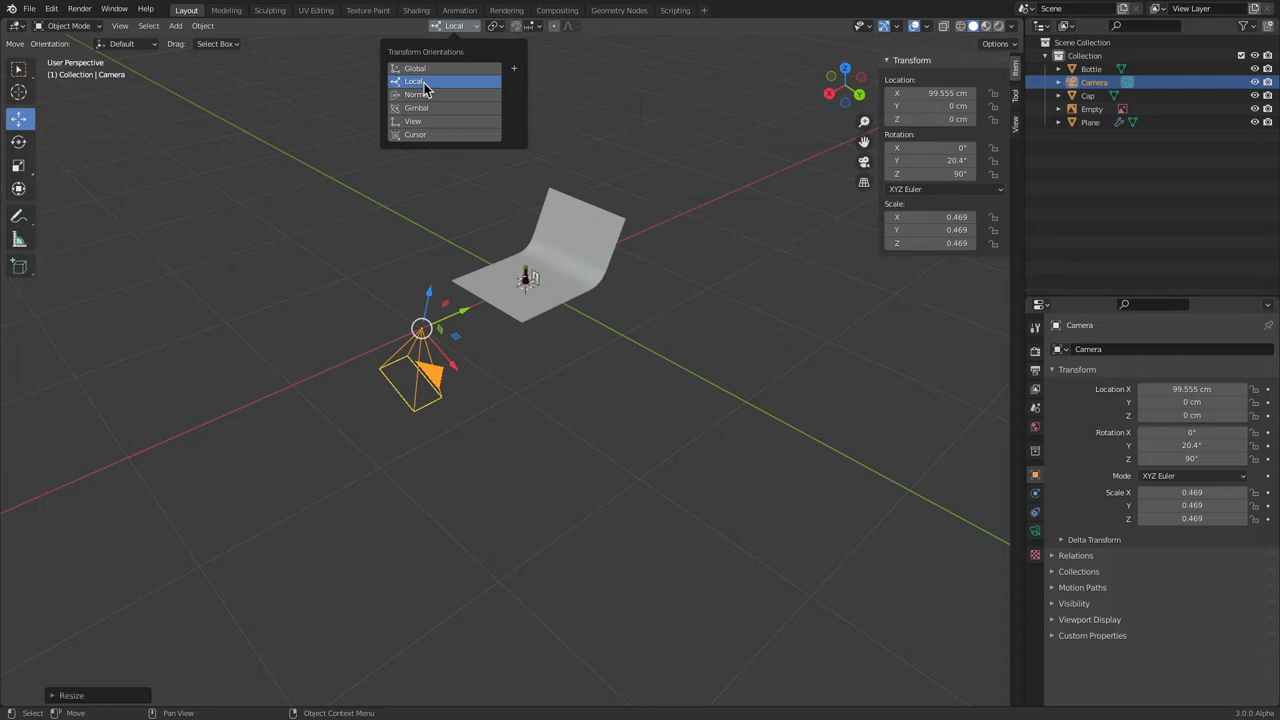 File Edit Render Window Help Layout Modeling Sculpting UV Editing Texture Paint Shading Animation Rendering Compositing Geometry Nodes Scripting + Scene View Layer
Object Mode View Select Add Object Local
Move Orientation: Default Drag: Select Box Options
User Perspective
(1) Collection | Camera
Transform Orientations
Global
Local
Gimbal
View
Cursor
Transform
Location:
X 99.555 cm
Y 0 cm
Z 0 cm
Rotation:
X 0°
Y 20.4°
Z 90°
XYZ Euler
Scale:
X 0.469
Y 0.469
Z 0.469
Item
Tool
View
Z
Y
X
Scene Collection
Collection
Bottle
Camera
Cap
Empty
Plane
Camera
Camera
Transform
Location X 99.555 cm
Y 0 cm
Z 0 cm
Rotation X 0°
Y 20.4°
Z 90°
Mode XYZ Euler
Scale X 0.469
Y 0.469
Z 0.469
Delta Transform
Relations
Collections
Motion Paths
Visibility
Viewport Display
Custom Properties
Resize
Select Move Pan View Object Context Menu 3.0.0 Alpha